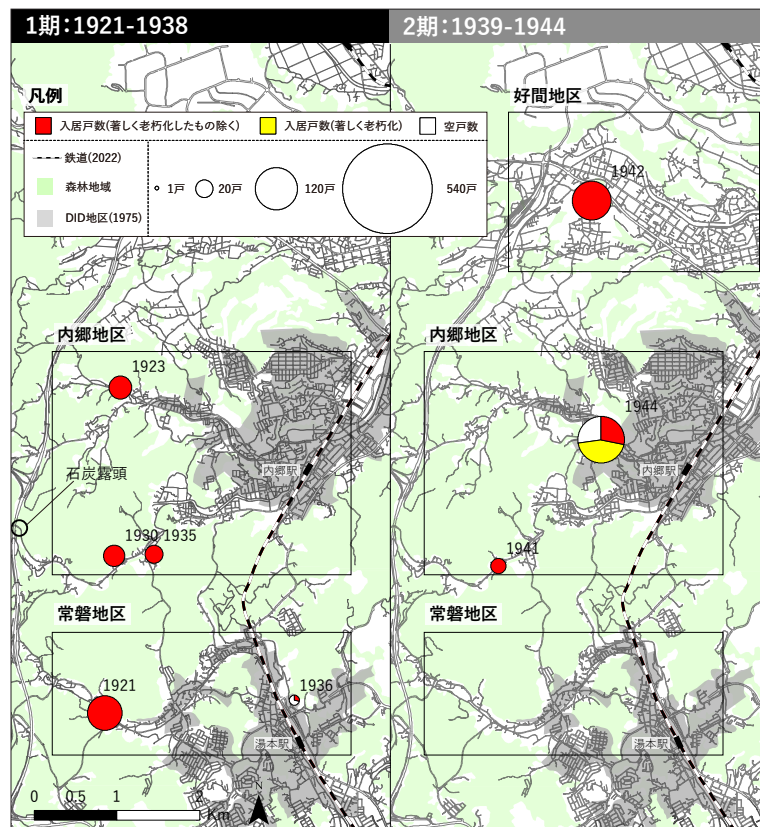 1期：1921-1938
2期：1939-1944
凡例
入居戸数(著しく老朽化したもの除く)
入居戸数(著しく老朽化)
空戸数
鉄道(2022)
森林地域
DID地区(1975)
1戸
20戸
120戸
540戸
好間地区
1942
内郷地区
1923
内郷駅
石炭露頭
1930
1935
内郷地区
1944
内郷駅
1941
常磐地区
1921
1936
湯本駅
常磐地区
湯本駅
0 0.5 1 2
Km
N